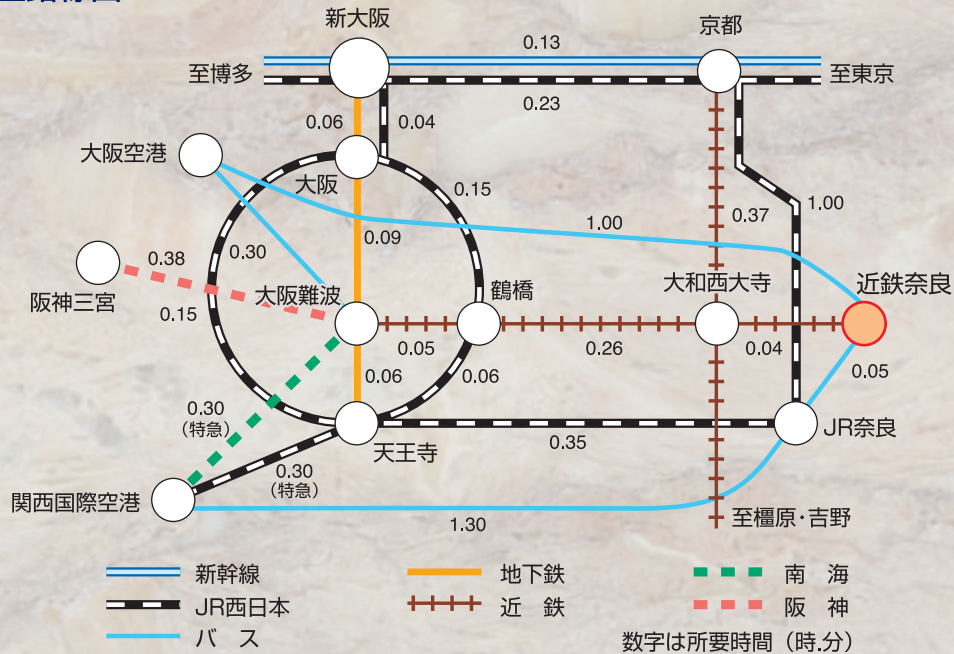 新大阪
京都
0.13
至博多
至東京
0.23
0.06
0.04
大阪空港
大阪
0.15
1.00
0.37
1.00
0.30
0.09
0.38
阪神三宮
大阪難波
鶴橋
大和西大寺
近鉄奈良
0.15
0.05
0.26
0.04
0.05
0.06
0.06
0.30
(特急)
天王寺
0.35
JR奈良
0.30
(特急)
関西国際空港
1.30
至橿原・吉野
新幹線
地下鉄
南 海
JR西日本
近 鉄
阪 神
バ ス
数字は所要時間(時.分)